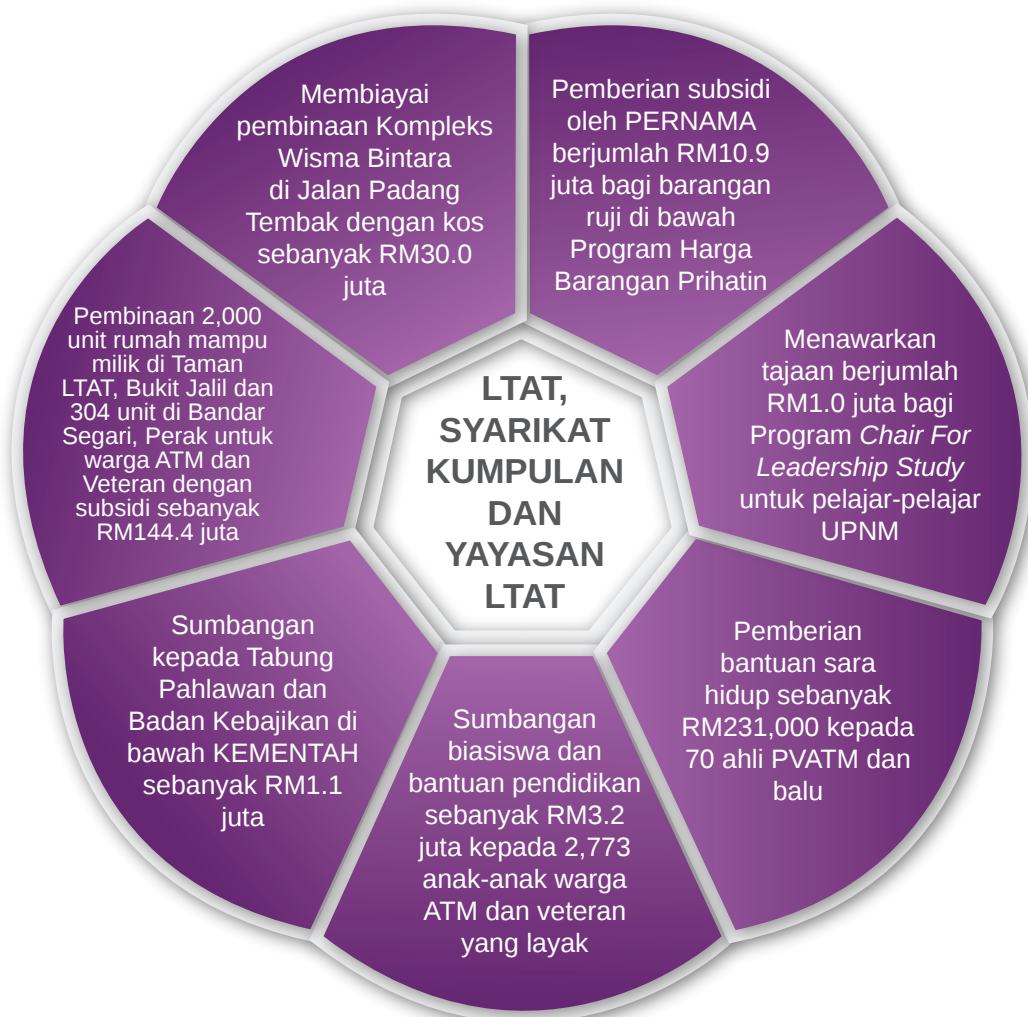 Membiayai
pembinaan Kompleks
Wisma Bintara
di Jalan Padang
Tembak dengan kos
sebanyak RM30.0
juta
Pemberian subsidi
oleh PERNAMA
berjumlah RM10.9
juta bagi barangan
ruji di bawah
Program Harga
Barangan Prihatin
Menawarkan
tajaan berjumlah
RM1.0 juta bagi
Program Chair For
Leadership Study
untuk pelajar-pelajar
UPNM
Pemberian
bantuan sara
hidup sebanyak
RM231,000 kepada
70 ahli PVATM dan
balu
Sumbangan
biasiswa dan
bantuan pendidikan
sebanyak RM3.2
juta kepada 2,773
anak-anak warga
ATM dan veteran
yang layak
Sumbangan
kepada Tabung
Pahlawan dan
Badan Kebajikan di
bawah KEMENTAH
sebanyak RM1.1
juta
Pembinaan 2,000
unit rumah mampu
milik di Taman
LTAT, Bukit Jalil dan
304 unit di Bandar
Segari, Perak untuk
warga ATM dan
Veteran dengan
subsidi sebanyak
RM144.4 juta
LTAT,
SYARIKAT
KUMPULAN
DAN
YAYASAN
LTAT